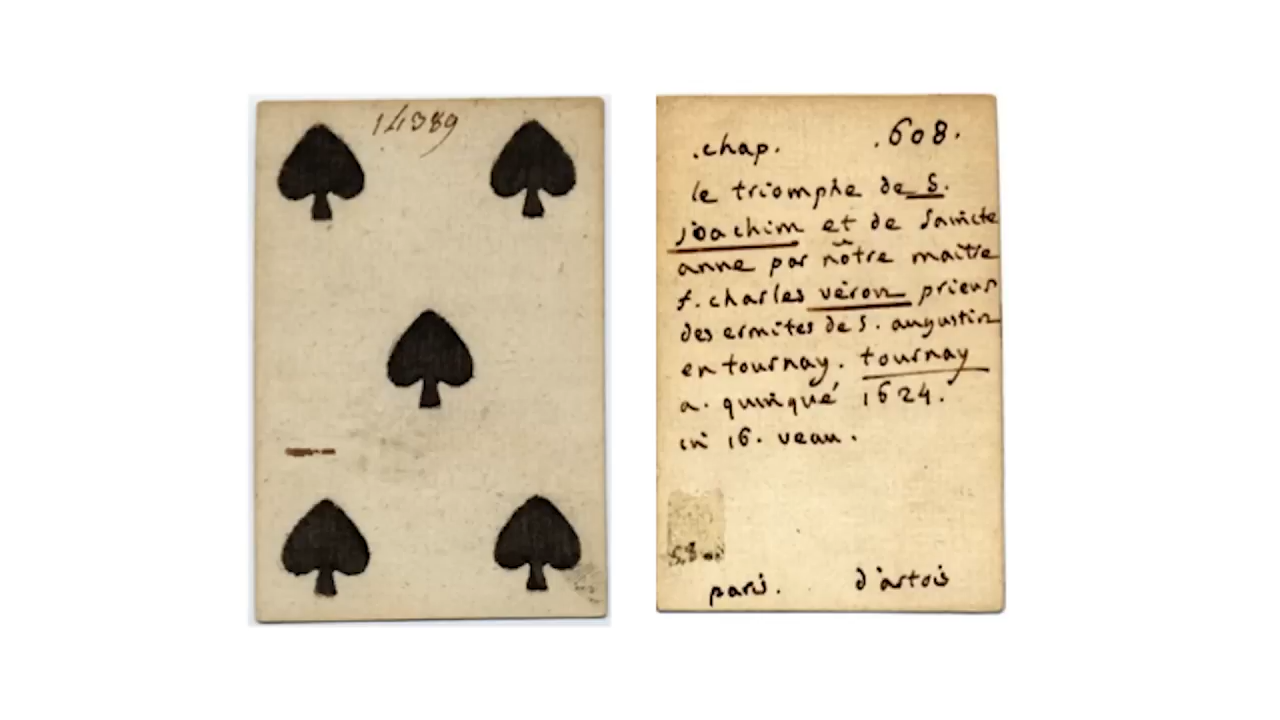 14389
.chap. .608.
le triomphe de S.
joachim et de saincte
anne par nôtre maitre
f. charles véron prieur
des ermites de S. augustin
en tournay. tournay
a. quinqué 1624.
in 16. veau.
paris. d'artois